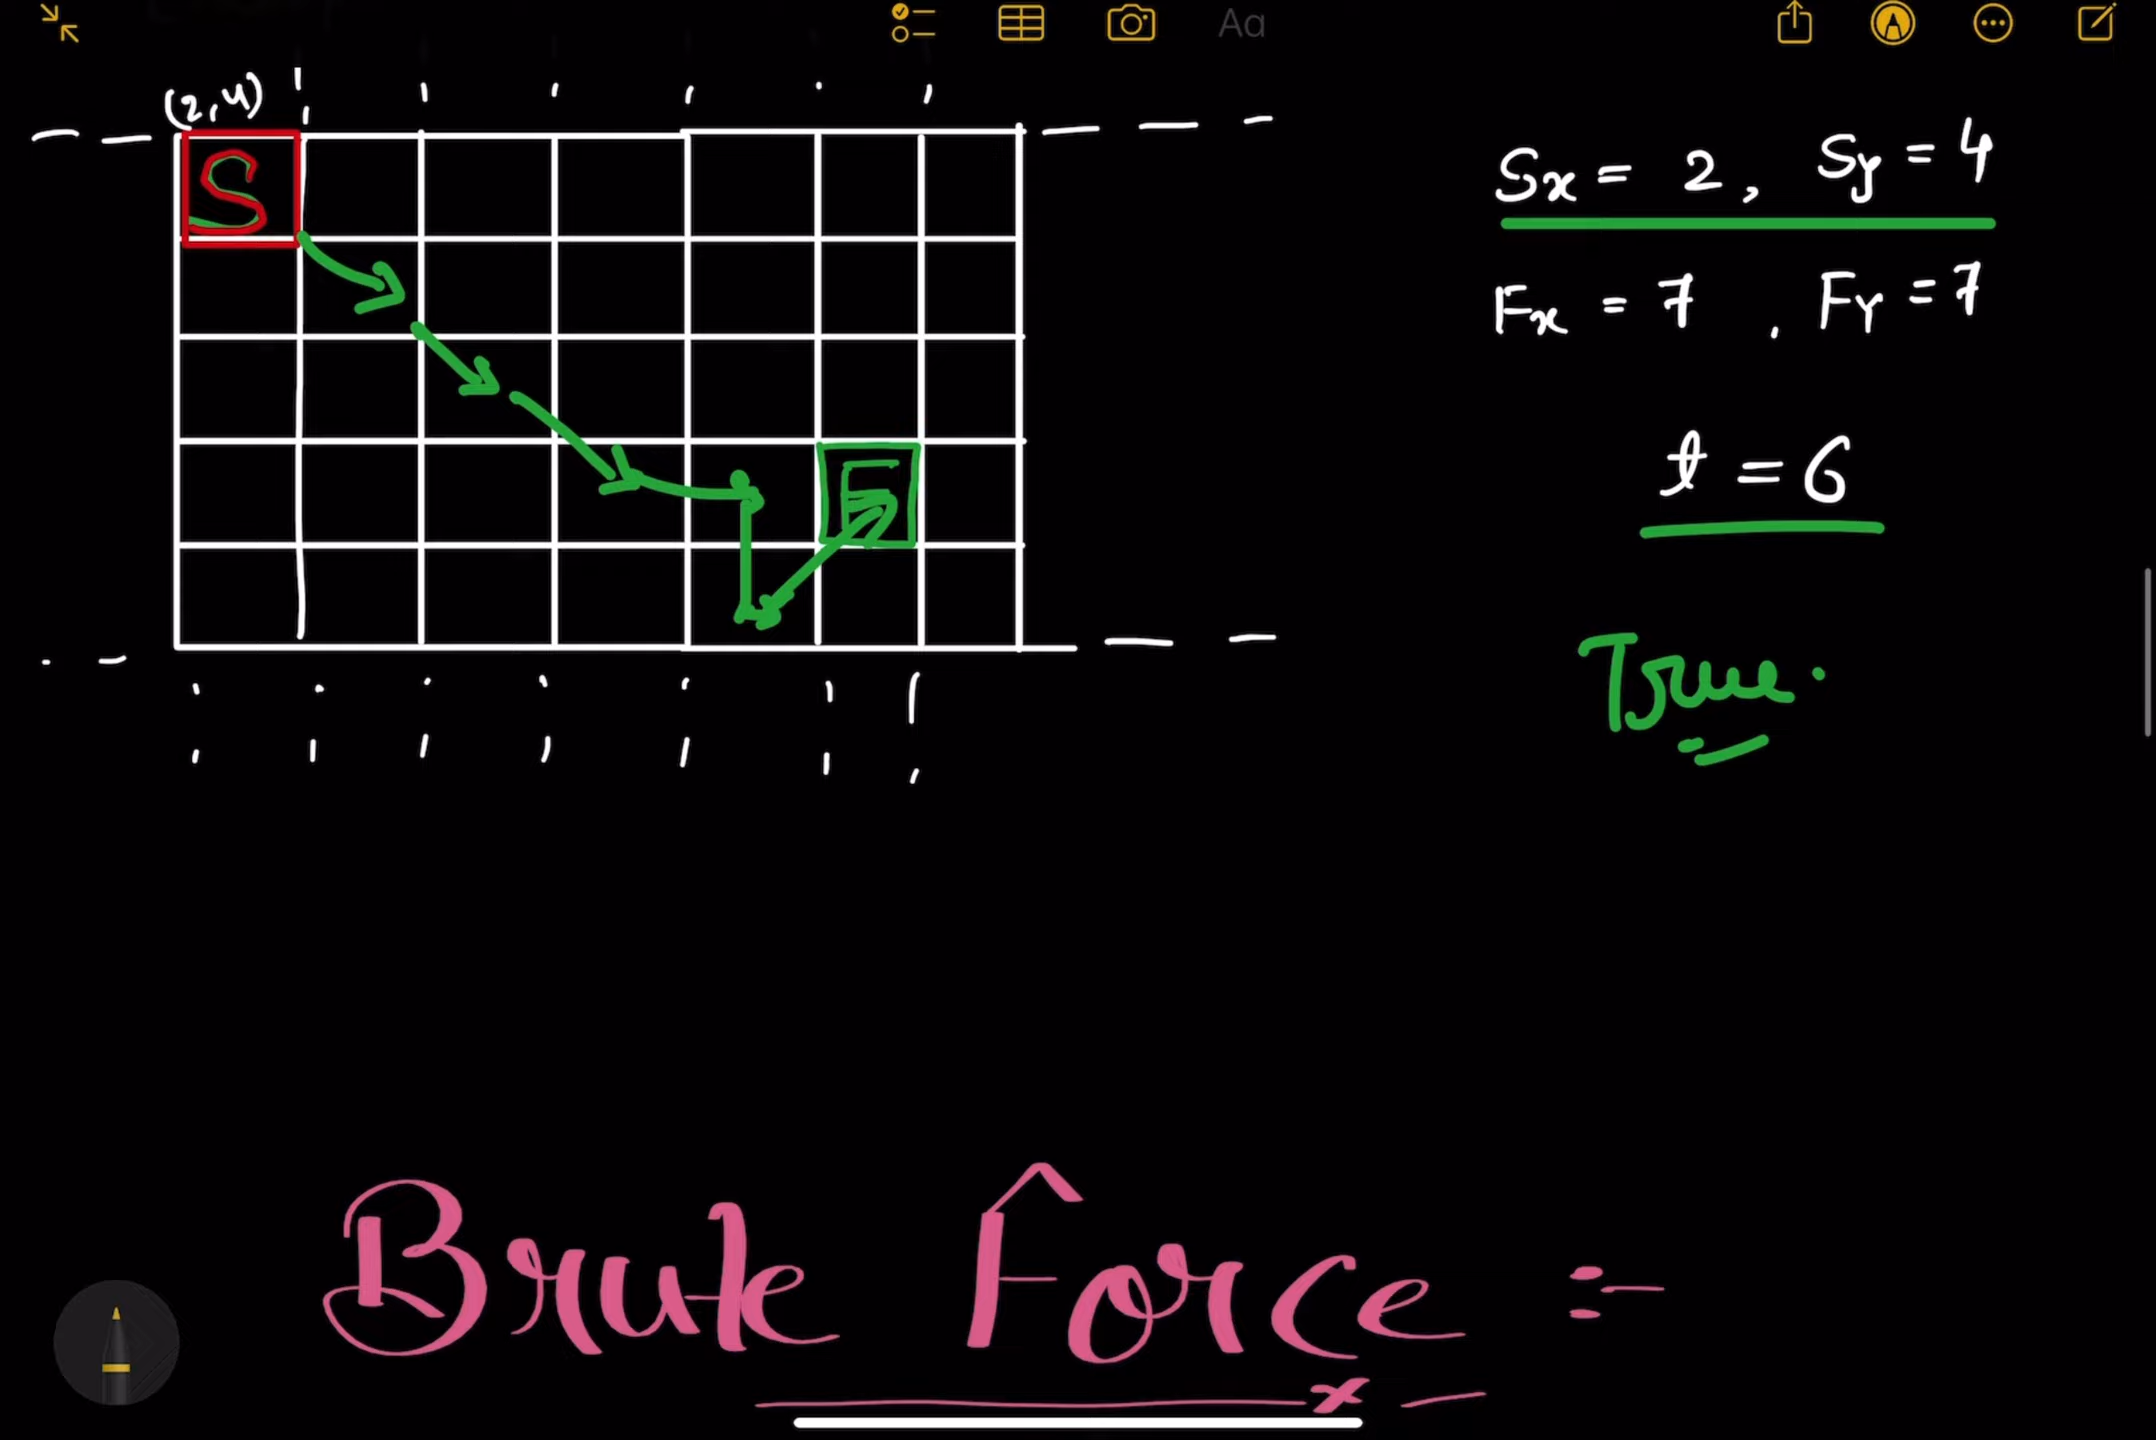 Aa
(2,4)
S
F
Sx = 2, Sy = 4
Fx = 7, Fy = 7
t = 6
True.
Brute Force :-